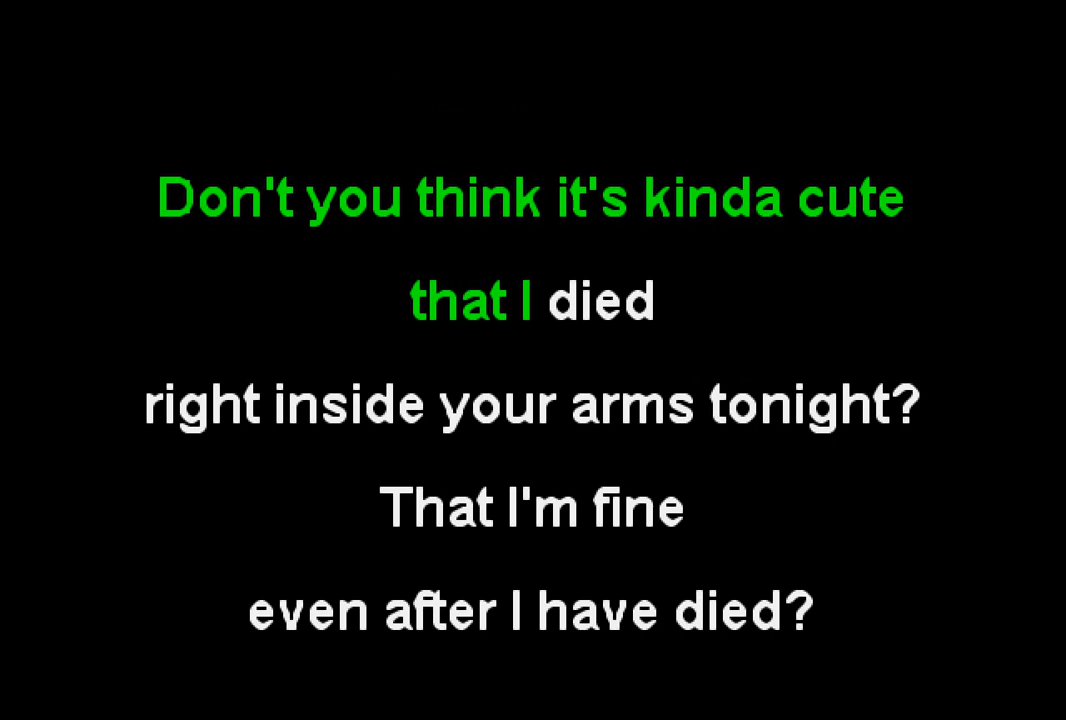 Don't you think it's kinda cute
that I died
right inside your arms tonight?
That I'm fine
even after I have died?